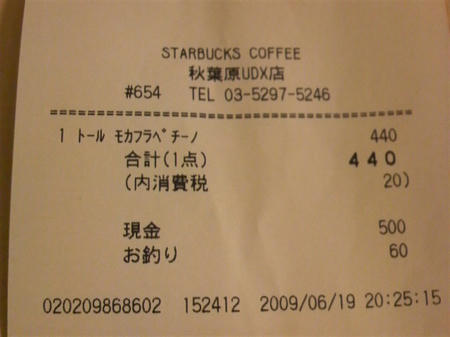 STARBUCKS COFFEE
秋葉原UDX店
#654 TEL 03-5297-5246
1 トール モカフラペチーノ 440
合計(1点) 440
(内消費税 20)
現金 500
お釣り 60
020209868602 152412 2009/06/19 20:25:15